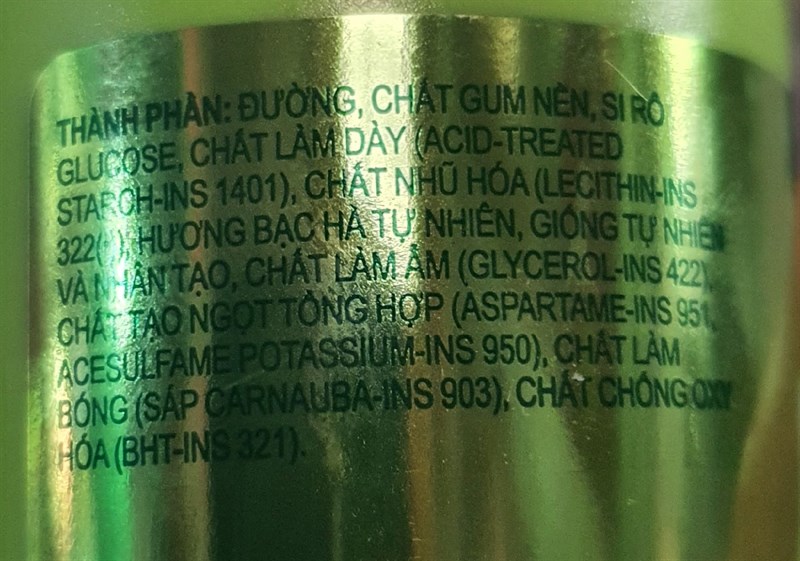 THÀNH PHẦN: ĐƯỜNG, CHẤT GUM NỀN, SI RÔ
GLUCOSE, CHẤT LÀM DÀY (ACID-TREATED
STARCH-INS 1401), CHẤT NHŨ HÓA (LECITHIN-INS
322(i)), HƯƠNG BẠC HÀ TỰ NHIÊN, GIỐNG TỰ NHIÊN
VÀ NHÂN TẠO, CHẤT LÀM ẨM (GLYCEROL-INS 422),
CHẤT TẠO NGỌT TỔNG HỢP (ASPARTAME-INS 951,
ACESULFAME POTASSIUM-INS 950), CHẤT LÀM
BÓNG (SÁP CARNAUBA-INS 903), CHẤT CHỐNG OXY
HÓA (BHT-INS 321).